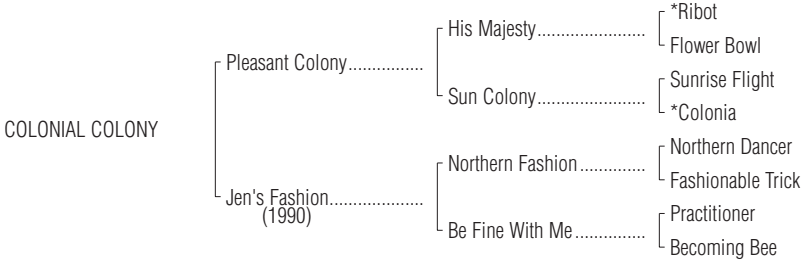 *Ribot
His Majesty.......................
Flower Bowl
Pleasant Colony................
Sunrise Flight
Sun Colony.......................
*Colonia
COLONIAL COLONY
Northern Dancer
Northern Fashion..............
Fashionable Trick
Jen's Fashion....................
(1990)
Practitioner
Be Fine With Me...............
Becoming Bee